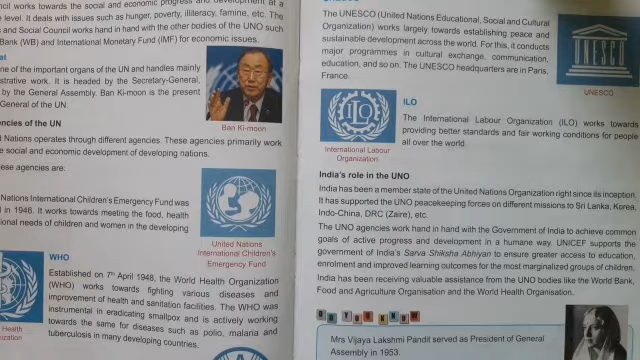 cil works towards the social and economic progress and development at a
level. It deals with issues such as hunger, poverty, illiteracy, famine, etc. The
and Social Council works hand in hand with the other bodies of the UNO such
Bank (WB) and International Monetary Fund (IMF) for economic issues.
at
one of the important organs of the UN and handles mainly
strative work. It is headed by the Secretary-General,
by the General Assembly. Ban Ki-moon is the present
General of the UN.
Ban Ki-moon
encies of the UN
d Nations operates through different agencies. These agencies primarily work
e social and economic development of developing nations.
ese agencies are:
Nations International Children's Emergency Fund was
d in 1946. It works towards meeting the food, health
tional needs of children and women in the developing
United Nations
International Children's
Emergency Fund
WHO
Established on 7th April 1948, the World Health Organization
(WHO) works towards fighting various diseases and
improvement of health and sanitation facilities. The WHO was
instrumental in eradicating smallpox and is actively working
towards the same for diseases such as polio, malaria and
tuberculosis in many developing countries.
Health
nization
The UNESCO (United Nations Educational, Social and Cultural
Organization) works largely towards establishing peace and
sustainable development across the world. For this, it conducts
major programmes in cultural exchange, communication,
education, and so on. The UNESCO headquarters are in Paris,
France.
UNESCO
UNESCO
ILO
The International Labour Organization (ILO) works towards
providing better standards and fair working conditions for people
all over the world.
International Labour
Organization
India's role in the UNO
India has been a member state of the United Nations Organization right since its inception.
It has supported the UNO peacekeeping forces on different missions to Sri Lanka, Korea,
Indo-China, DRC (Zaire), etc.
The UNO agencies work hand in hand with the Government of India to achieve common
goals of active progress and development in a humane way. UNICEF supports the
government of India's Sarva Shiksha Abhiyan to ensure greater access to education,
enrolment and improved learning outcomes for the most marginalized groups of children.
India has been receiving valuable assistance from the UNO bodies like the World Bank,
Food and Agriculture Organisation and the World Health Organisation.
DO YOU KNOW
Mrs Vijaya Lakshmi Pandit served as President of General
Assembly in 1953.